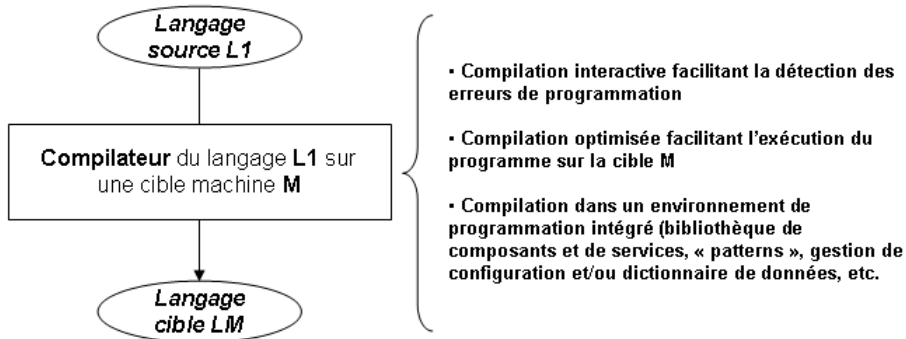 Langage
source L1
Compilateur du langage L1 sur
une cible machine M
Langage
cible LM
▪ Compilation interactive facilitant la détection des
erreurs de programmation
▪ Compilation optimisée facilitant l'exécution du
programme sur la cible M
▪ Compilation dans un environnement de
programmation intégré (bibliothèque de
composants et de services, « patterns », gestion de
configuration et/ou dictionnaire de données, etc.